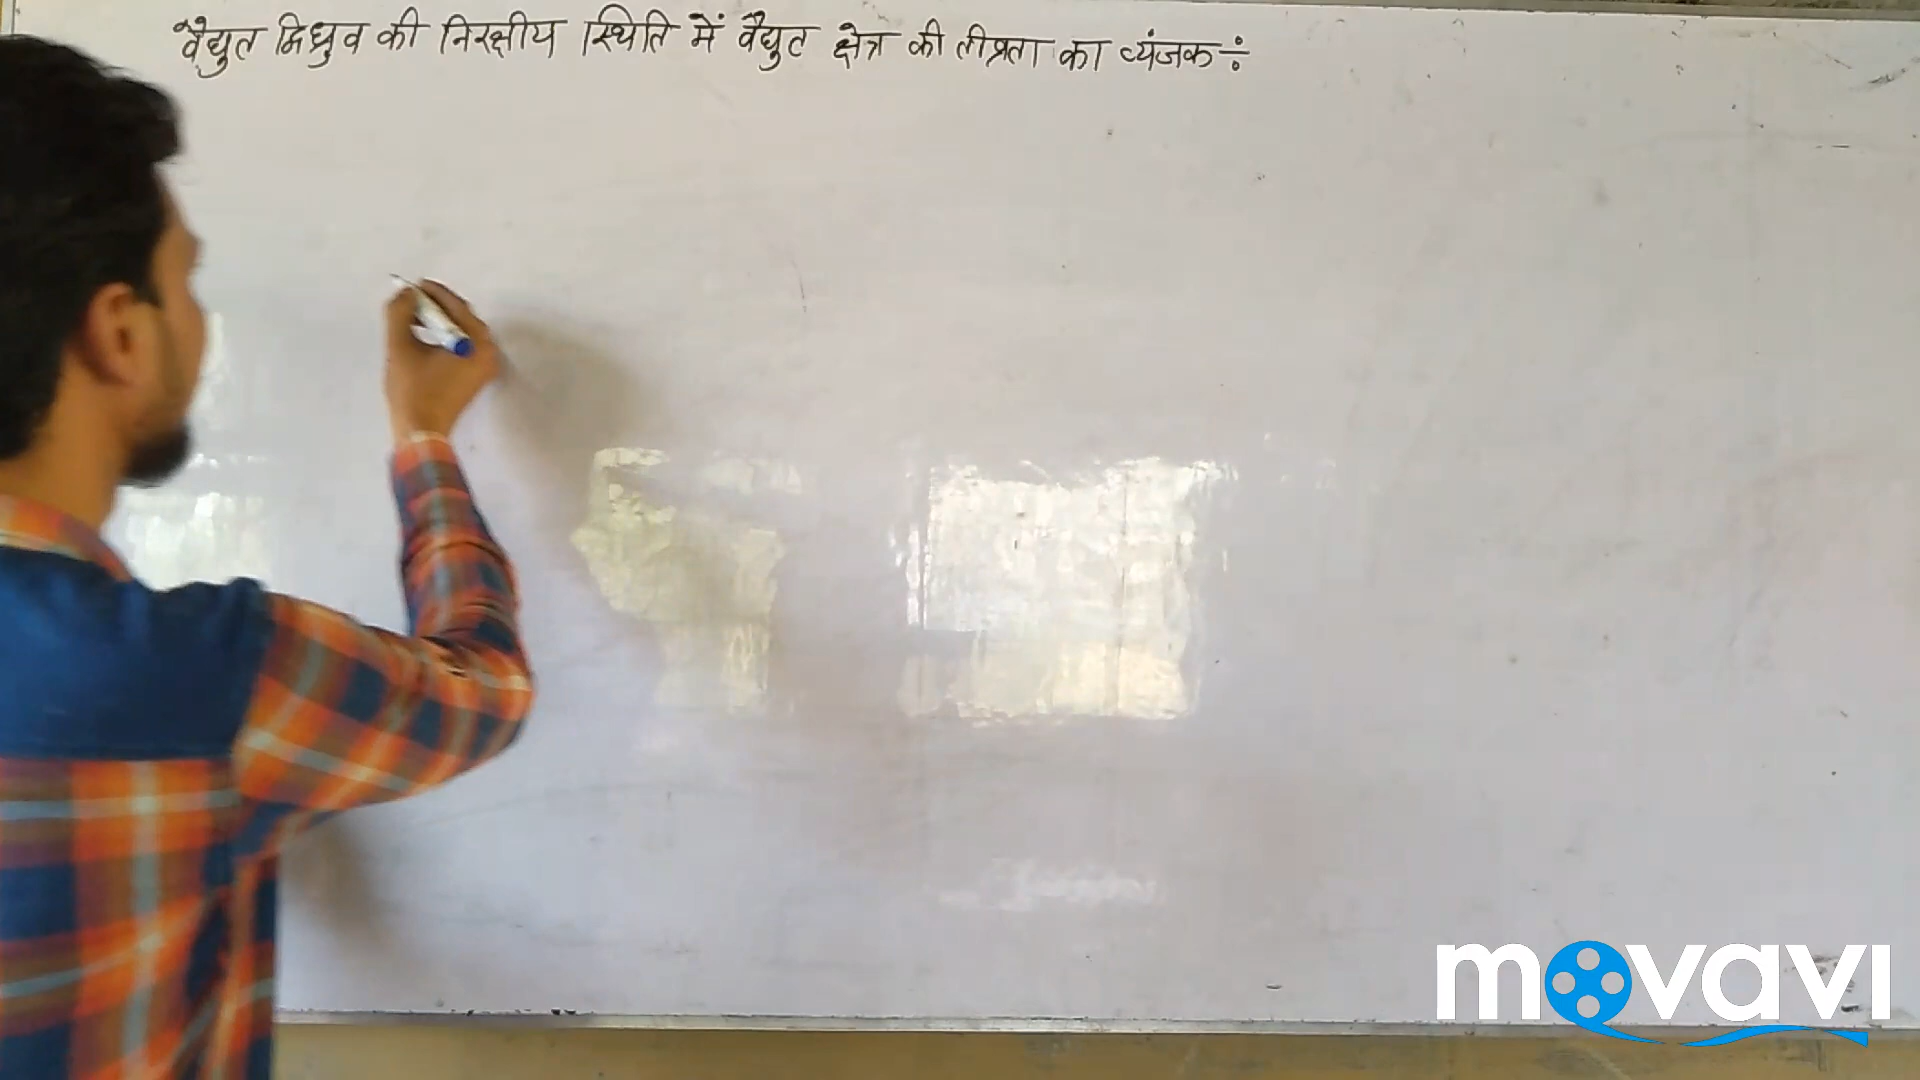 वैद्युत द्विध्रुव की निरक्षीय स्थिति में वैद्युट क्षेत्र की तीव्रता का व्यंजक ÷
movavi